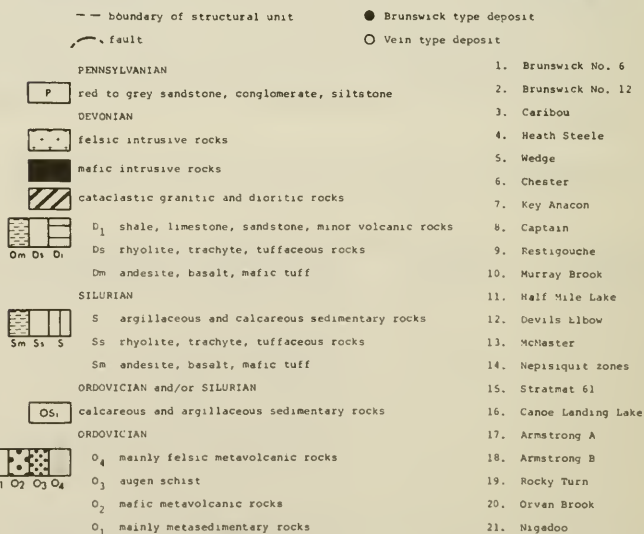 boundary of structural unit
fault
Brunswick type deposit
Vein type deposit
PENNSYLVANIAN
P red to grey sandstone, conglomerate, siltstone
DEVONIAN
felsic intrusive rocks
mafic intrusive rocks
cataclastic granitic and dioritic rocks
D1 shale, limestone, sandstone, minor volcanic rocks
Ds rhyolite, trachyte, tuffaceous rocks
Dm andesite, basalt, mafic tuff
Dm Ds D1
SILURIAN
S argillaceous and calcareous sedimentary rocks
Ss rhyolite, trachyte, tuffaceous rocks
Sm andesite, basalt, mafic tuff
Sm Ss S
ORDOVICIAN and/or SILURIAN
OS1 calcareous and argillaceous sedimentary rocks
ORDOVICIAN
O4 mainly felsic metavolcanic rocks
O3 augen schist
O2 mafic metavolcanic rocks
O1 mainly metasedimentary rocks
1 O2 O3 O4
1. Brunswick No. 6
2. Brunswick No. 12
3. Caribou
4. Heath Steele
5. Wedge
6. Chester
7. Key Anacon
8. Captain
9. Restigouche
10. Murray Brook
11. Half Mile Lake
12. Devils Elbow
13. McMaster
14. Nepisiquit zones
15. Stratmat 61
16. Canoe Landing Lake
17. Armstrong A
18. Armstrong B
19. Rocky Turn
20. Orvan Brook
21. Nigadoo